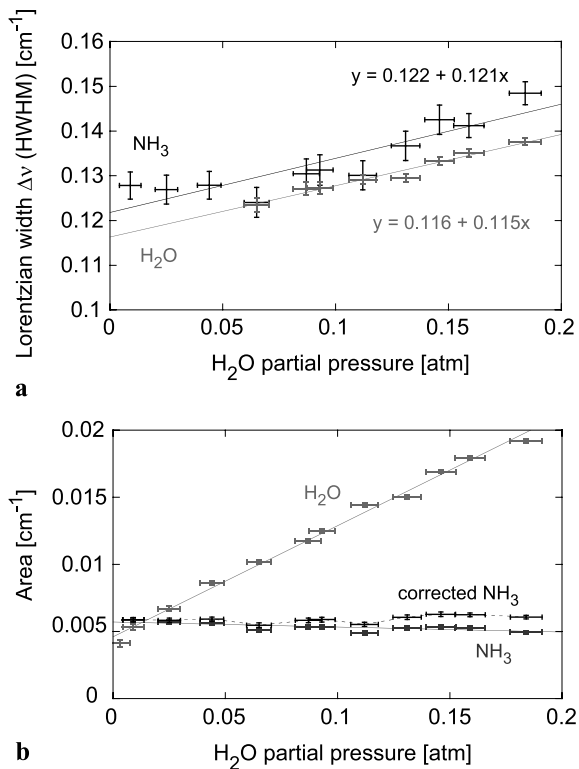 0.16
0.15
0.14
0.13
0.12
0.11
0.1
Lorentzian width Δν (HWHM) [cm⁻¹]
y = 0.122 + 0.121x
NH₃
y = 0.116 + 0.115x
H₂O
0 0.05 0.1 0.15 0.2
H₂O partial pressure [atm]
a
0.02
0.015
0.01
0.005
0
Area [cm⁻¹]
H₂O
corrected NH₃
NH₃
0 0.05 0.1 0.15 0.2
H₂O partial pressure [atm]
b